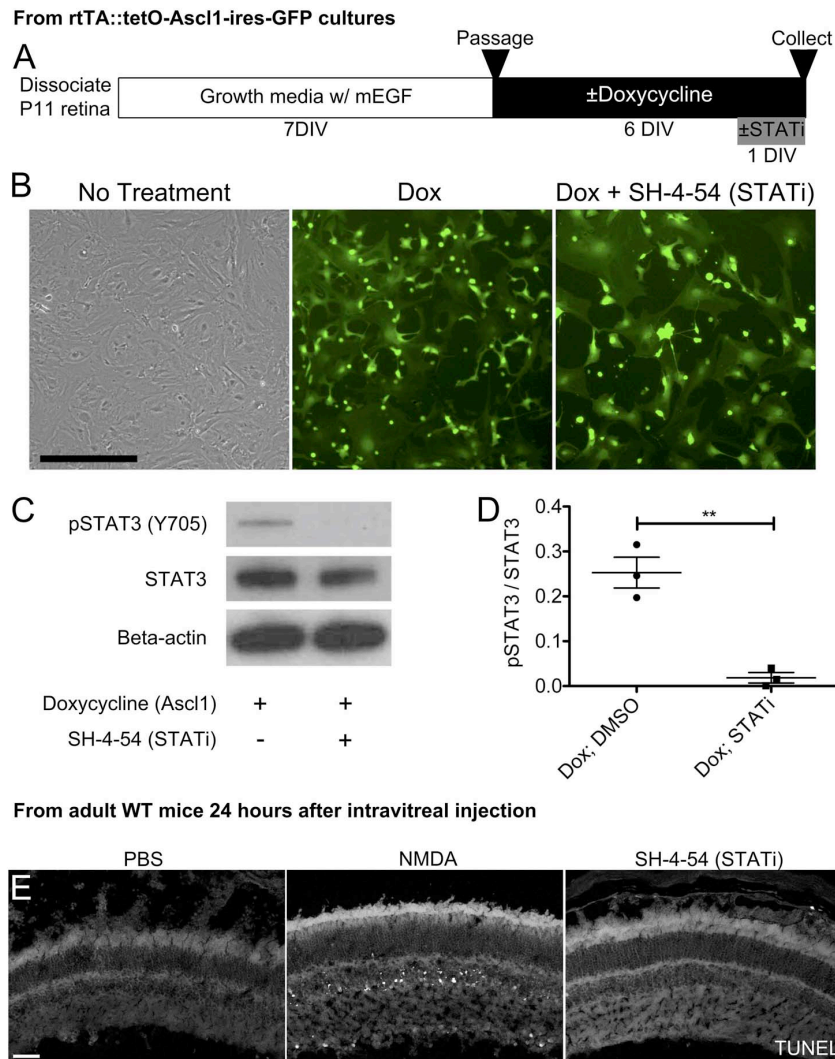 From rtTA::tetO-Ascl1-ires-GFP cultures
A
Passage
Collect
Dissociate
P11 retina
Growth media w/ mEGF
±Doxycycline
7DIV
6 DIV
±STATi
1 DIV
B
No Treatment
Dox
Dox + SH-4-54 (STATi)
C
pSTAT3 (Y705)
STAT3
Beta-actin
Doxycycline (Ascl1)
+
+
SH-4-54 (STATi)
-
+
D
pSTAT3 / STAT3
0.4
0.3
0.2
0.1
0.0
**
Dox; DMSO
Dox; STATi
From adult WT mice 24 hours after intravitreal injection
PBS
NMDA
SH-4-54 (STATi)
E
TUNEL